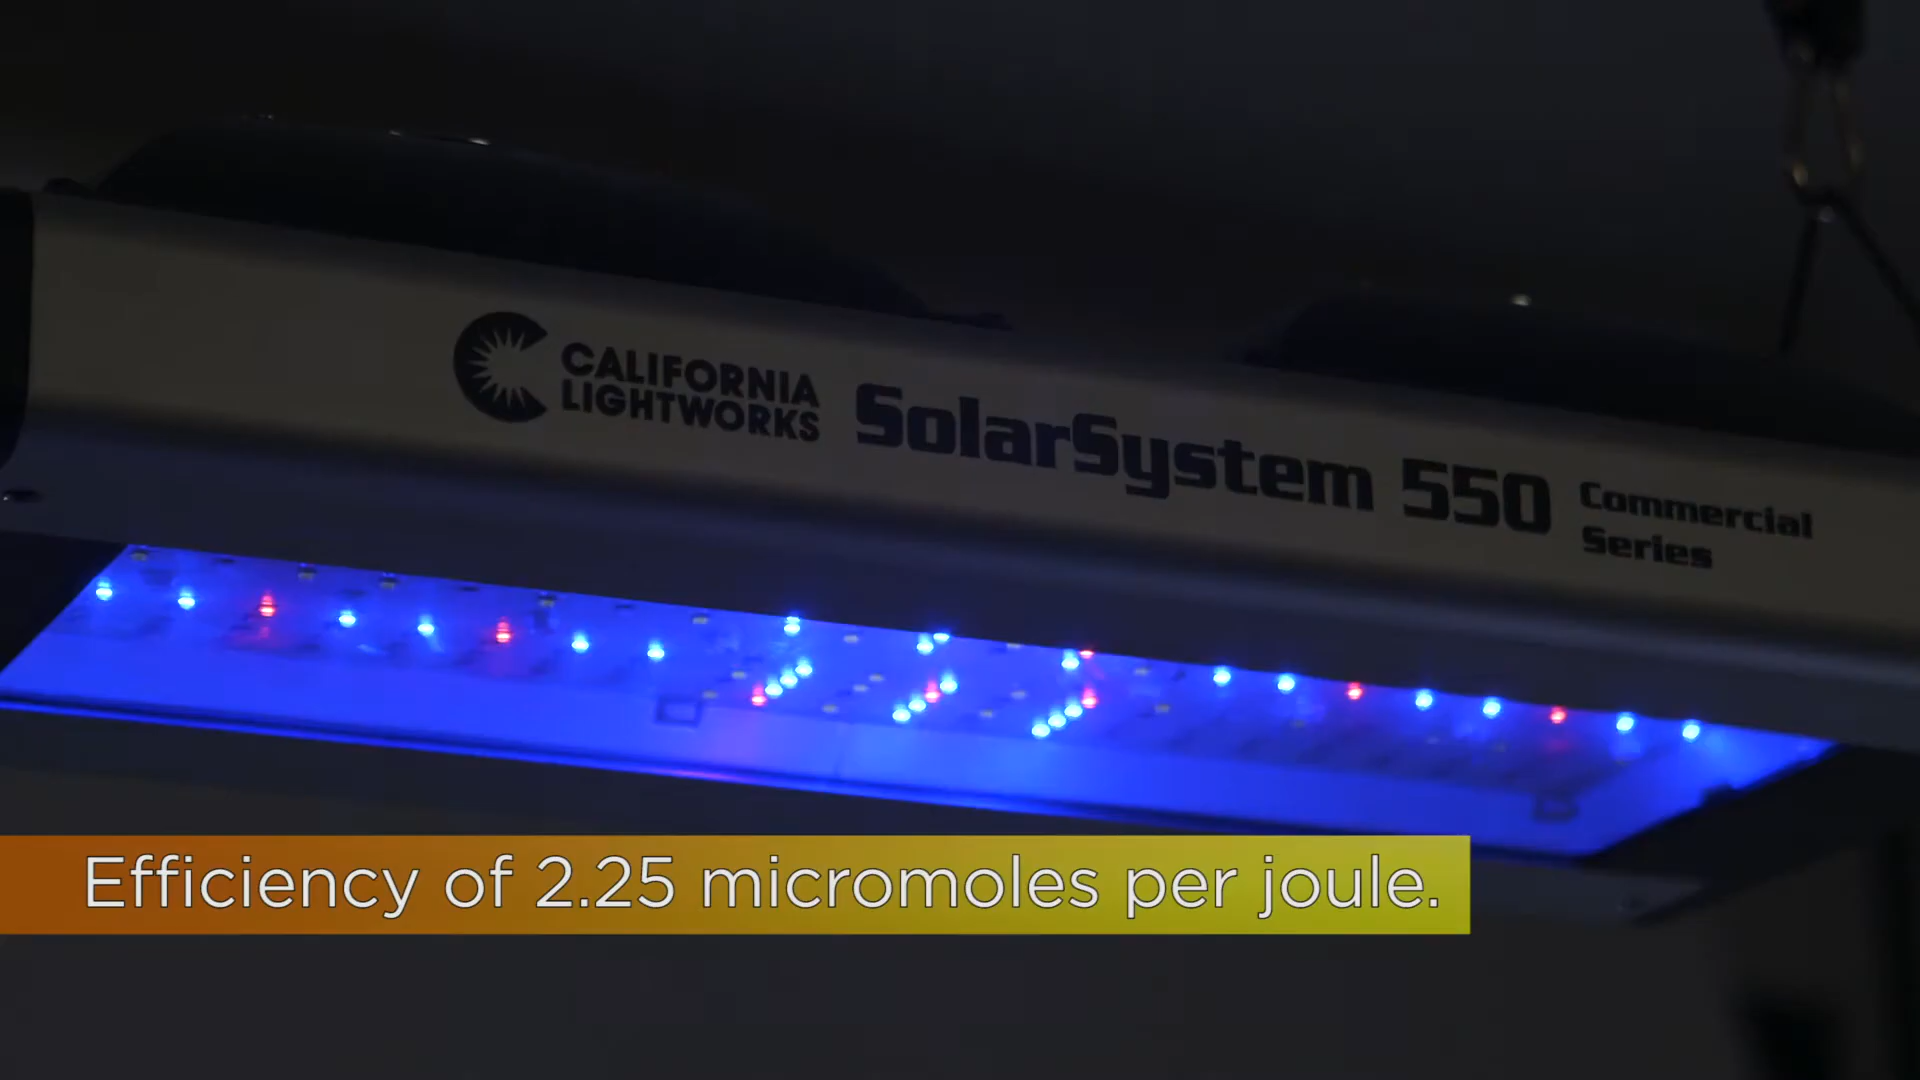 CALIFORNIA
LIGHTWORKS
SolarSystem 550
Commercial
Series
Efficiency of 2.25 micromoles per joule.